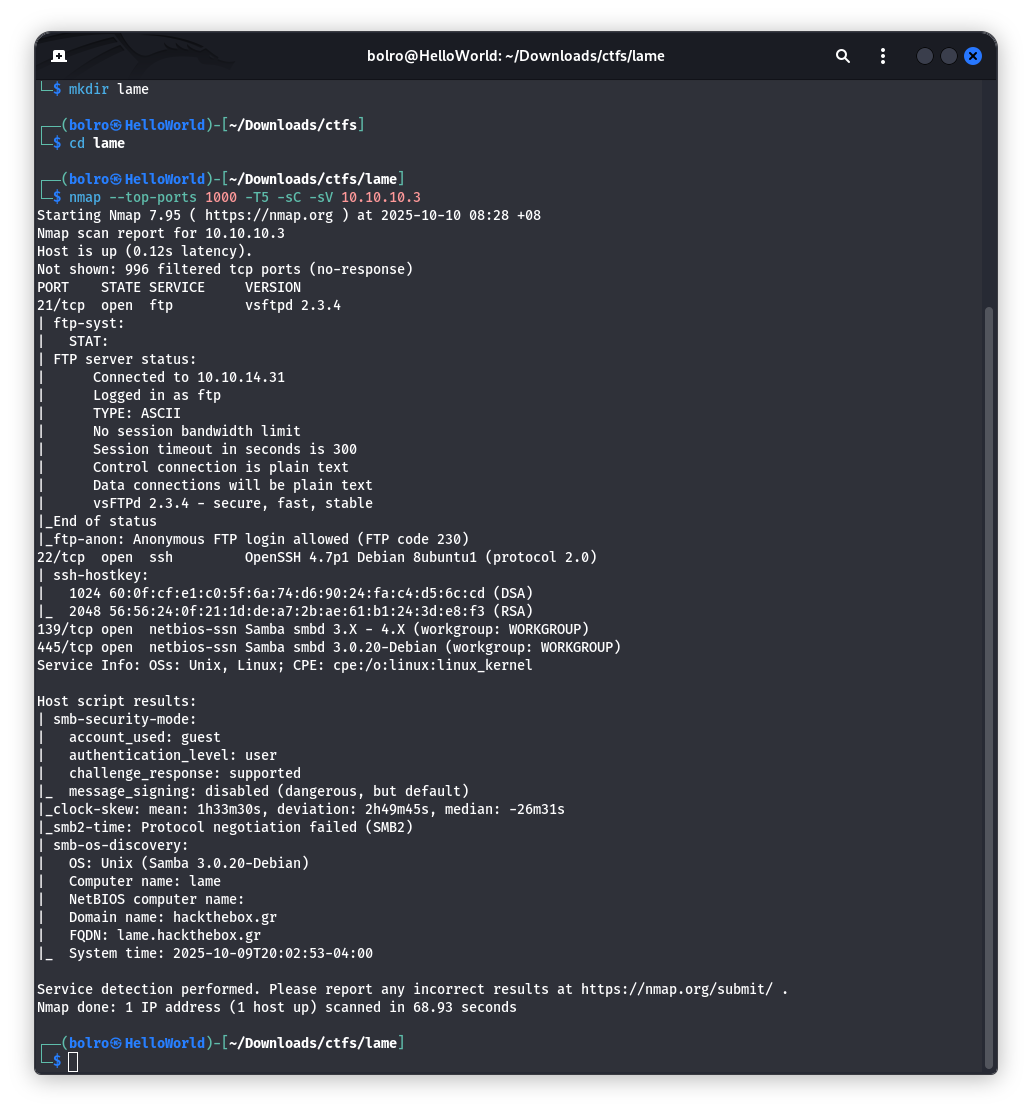 bolro@HelloWorld: ~/Downloads/ctfs/lame
└─$ mkdir lame
┌──(bolro㉿HelloWorld)-[~/Downloads/ctfs]
└─$ cd lame
┌──(bolro㉿HelloWorld)-[~/Downloads/ctfs/lame]
└─$ nmap --top-ports 1000 -T5 -sC -sV 10.10.10.3
Starting Nmap 7.95 ( https://nmap.org ) at 2025-10-10 08:28 +08
Nmap scan report for 10.10.10.3
Host is up (0.12s latency).
Not shown: 996 filtered tcp ports (no-response)
PORT    STATE SERVICE     VERSION
21/tcp  open  ftp         vsftpd 2.3.4
| ftp-syst:
|   STAT:
| FTP server status:
|      Connected to 10.10.14.31
|      Logged in as ftp
|      TYPE: ASCII
|      No session bandwidth limit
|      Session timeout in seconds is 300
|      Control connection is plain text
|      Data connections will be plain text
|      vsFTPd 2.3.4 - secure, fast, stable
|_End of status
|_ftp-anon: Anonymous FTP login allowed (FTP code 230)
22/tcp  open  ssh         OpenSSH 4.7p1 Debian 8ubuntu1 (protocol 2.0)
| ssh-hostkey:
|   1024 60:0f:cf:e1:c0:5f:6a:74:d6:90:24:fa:c4:d5:6c:cd (DSA)
|_  2048 56:56:24:0f:21:1d:de:a7:2b:ae:61:b1:24:3d:e8:f3 (RSA)
139/tcp open  netbios-ssn Samba smbd 3.X - 4.X (workgroup: WORKGROUP)
445/tcp open  netbios-ssn Samba smbd 3.0.20-Debian (workgroup: WORKGROUP)
Service Info: OSs: Unix, Linux; CPE: cpe:/o:linux:linux_kernel
Host script results:
| smb-security-mode:
|   account_used: guest
|   authentication_level: user
|   challenge_response: supported
|_  message_signing: disabled (dangerous, but default)
|_clock-skew: mean: 1h33m30s, deviation: 2h49m45s, median: -26m31s
|_smb2-time: Protocol negotiation failed (SMB2)
| smb-os-discovery:
|   OS: Unix (Samba 3.0.20-Debian)
|   Computer name: lame
|   NetBIOS computer name:
|   Domain name: hackthebox.gr
|   FQDN: lame.hackthebox.gr
|_  System time: 2025-10-09T20:02:53-04:00
Service detection performed. Please report any incorrect results at https://nmap.org/submit/ .
Nmap done: 1 IP address (1 host up) scanned in 68.93 seconds
┌──(bolro㉿HelloWorld)-[~/Downloads/ctfs/lame]
└─$